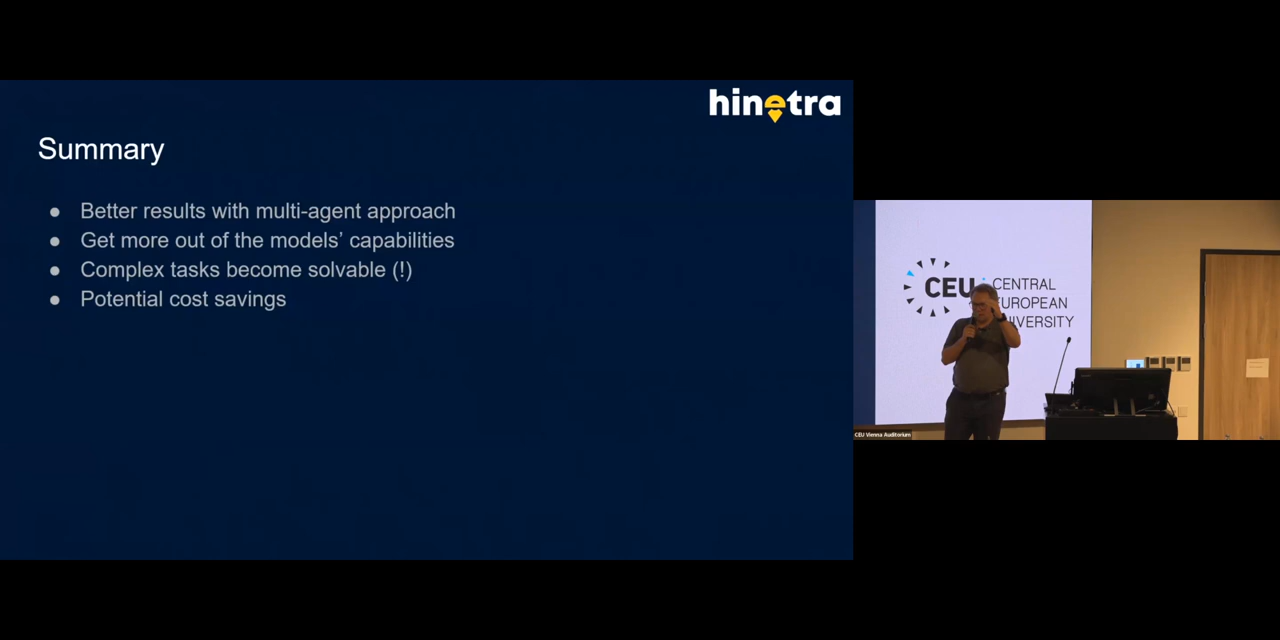 hinetra
Summary
● Better results with multi-agent approach
● Get more out of the models’ capabilities
● Complex tasks become solvable (!)
● Potential cost savings
CEU
CENTRAL
EUROPEAN
UNIVERSITY
CEU Vienna Auditorium